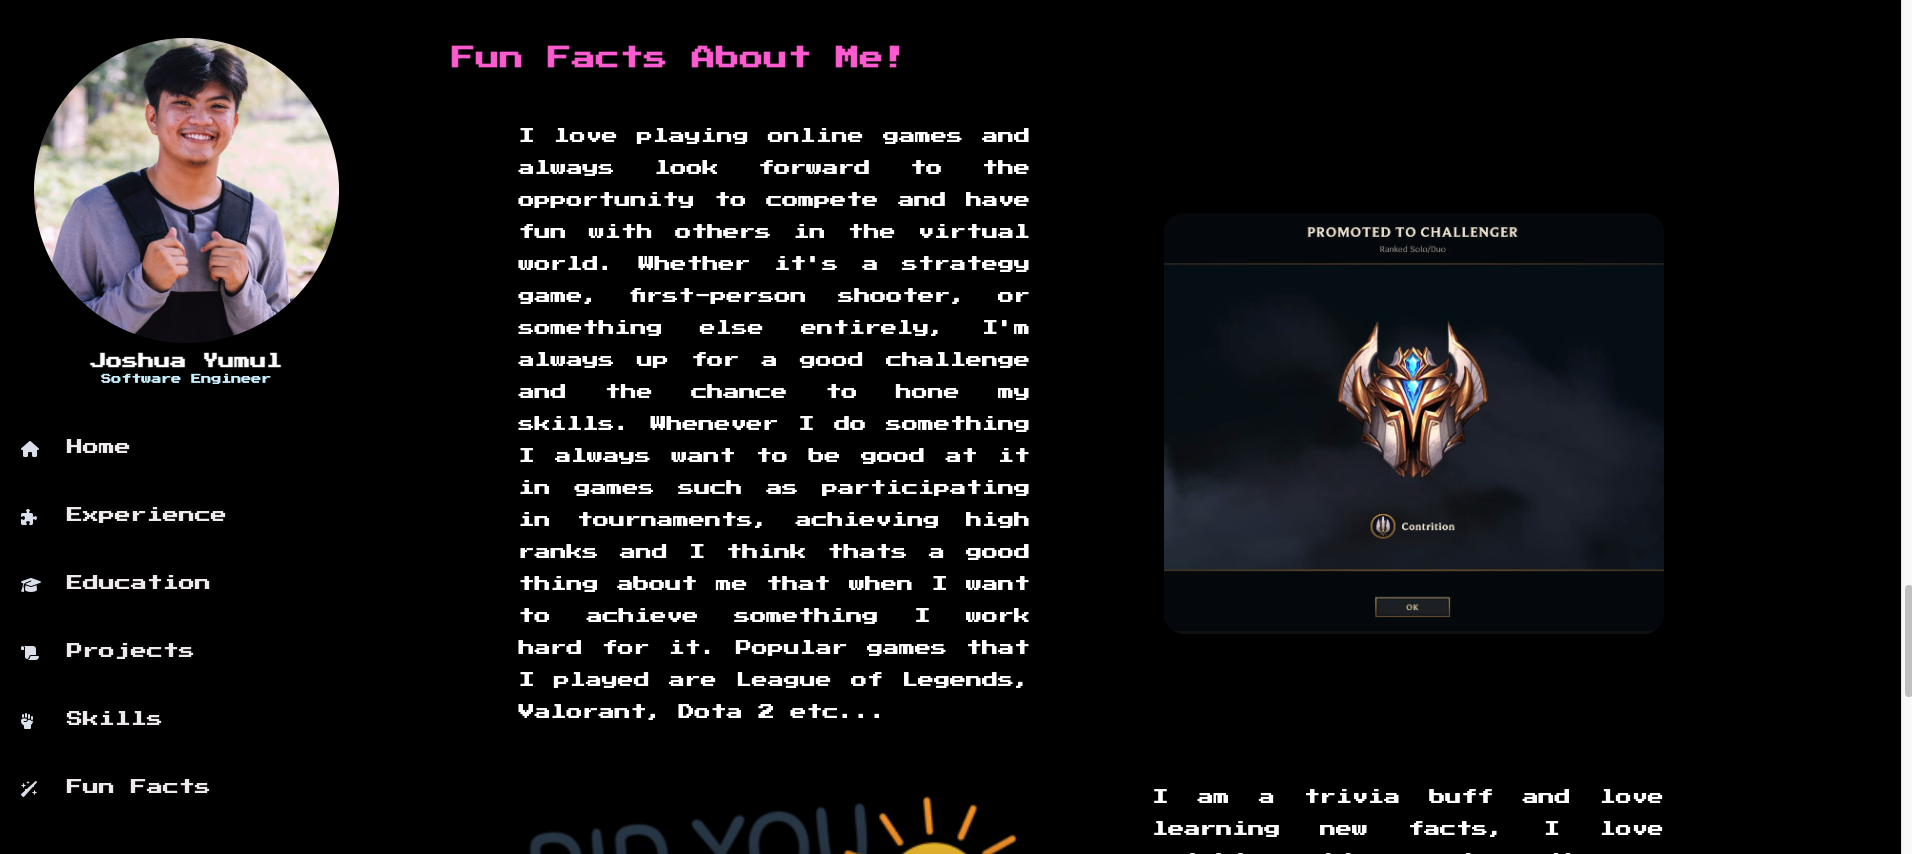 Joshua Yumul
Software Engineer
Home
Experience
Education
Projects
Skills
Fun Facts
Fun Facts About Me!
I love playing online games and
always look forward to the
opportunity to compete and have
fun with others in the virtual
world. Whether it's a strategy
game, first-person shooter, or
something else entirely, I'm
always up for a good challenge
and the chance to hone my
skills. Whenever I do something
I always want to be good at it
in games such as participating
in tournaments, achieving high
ranks and I think thats a good
thing about me that when I want
to achieve something I work
hard for it. Popular games that
I played are League of Legends,
Valorant, Dota 2 etc...
PROMOTED TO CHALLENGER
Ranked Solo/Duo
Contrition
OK
DID YOU
I am a trivia buff and love
learning new facts, I love